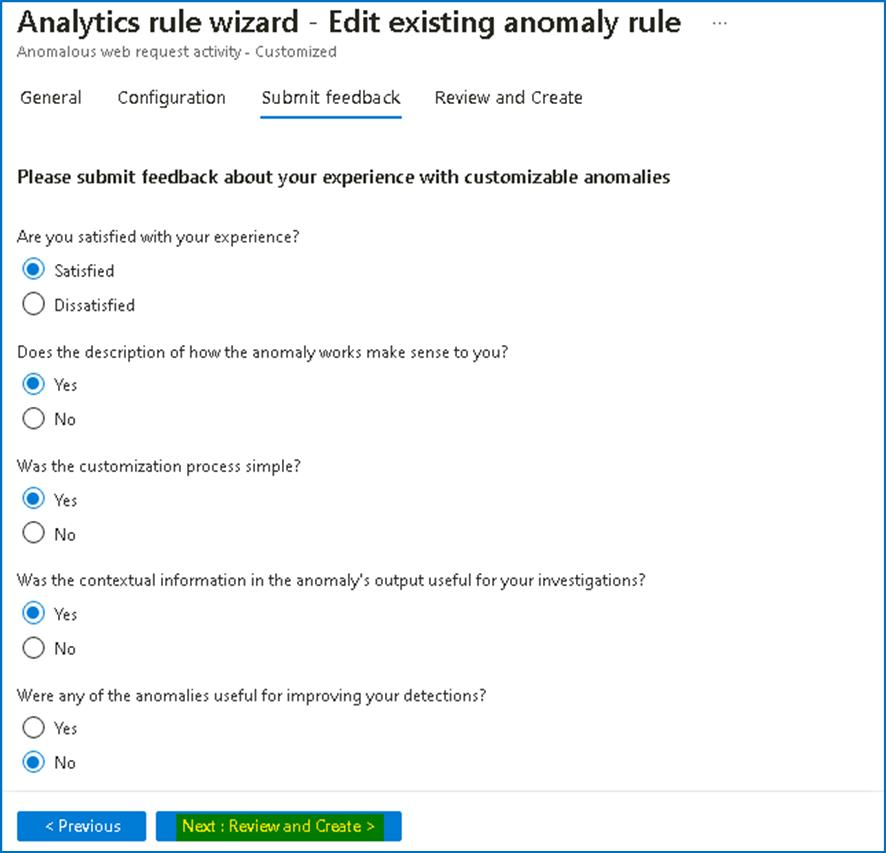 Analytics rule wizard - Edit existing anomaly rule ...
Anomalous web request activity - Customized
General Configuration Submit feedback Review and Create
Please submit feedback about your experience with customizable anomalies
Are you satisfied with your experience?
Satisfied
Dissatisfied
Does the description of how the anomaly works make sense to you?
Yes
No
Was the customization process simple?
Yes
No
Was the contextual information in the anomaly's output useful for your investigations?
Yes
No
Were any of the anomalies useful for improving your detections?
Yes
No
< Previous Next : Review and Create >